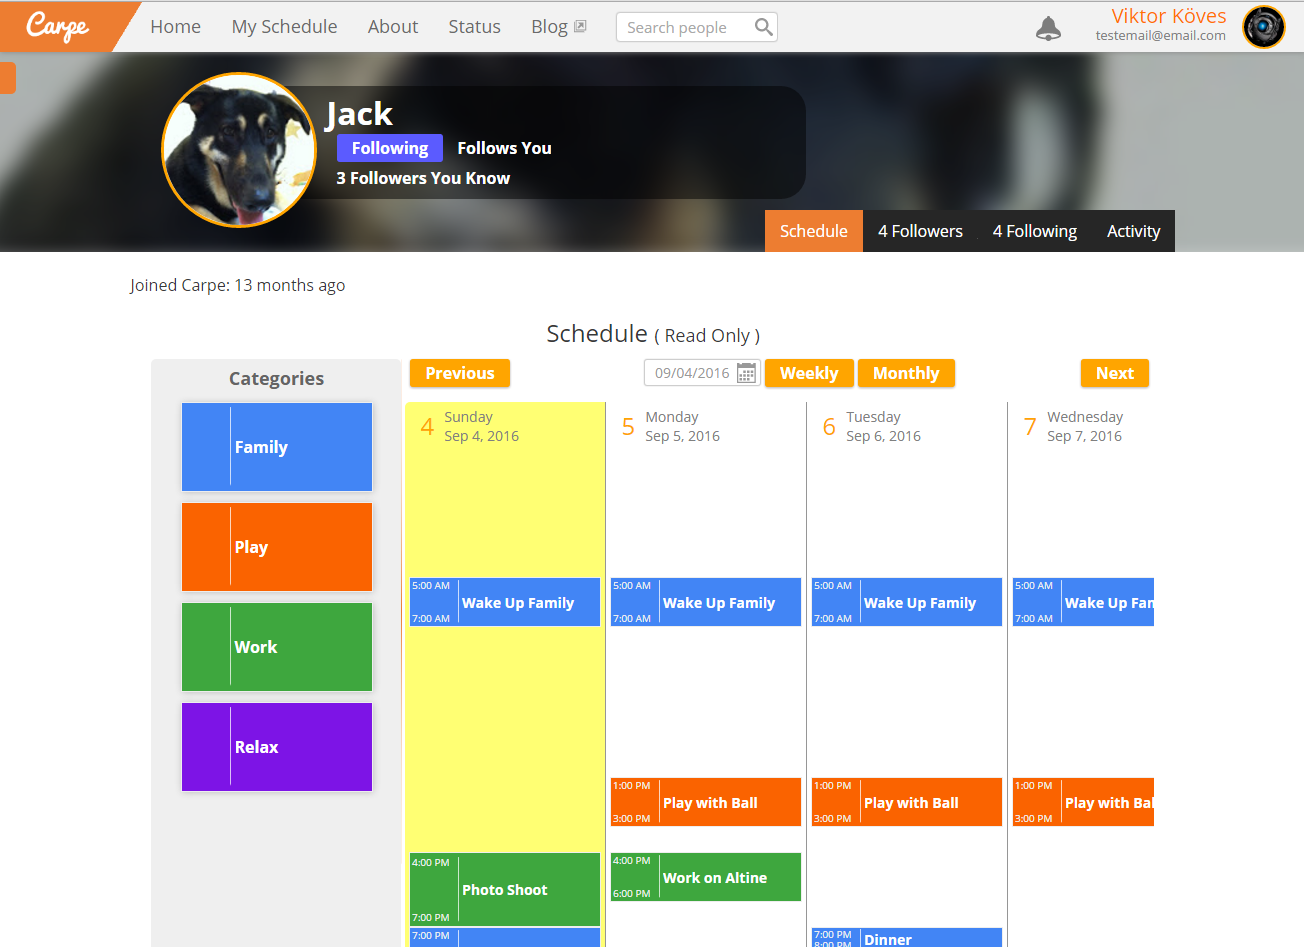 Carpe
Home My Schedule About Status Blog
Search people
Viktor Köves
testemail@email.com
Jack
Following Follows You
3 Followers You Know
Schedule 4 Followers 4 Following Activity
Joined Carpe: 13 months ago
Schedule ( Read Only )
Categories
Family
Play
Work
Relax
Previous 09/04/2016 Weekly Monthly Next
4 Sunday
Sep 4, 2016
5 Monday
Sep 5, 2016
6 Tuesday
Sep 6, 2016
7 Wednesday
Sep 7, 2016
5:00 AM
Wake Up Family
7:00 AM
5:00 AM
Wake Up Family
7:00 AM
5:00 AM
Wake Up Family
7:00 AM
5:00 AM
Wake Up Fam
7:00 AM
1:00 PM
Play with Ball
3:00 PM
1:00 PM
Play with Ball
3:00 PM
1:00 PM
Play with Bal
3:00 PM
4:00 PM
Photo Shoot
7:00 PM
4:00 PM
Work on Altine
6:00 PM
7:00 PM
7:00 PM
Dinner
8:00 PM